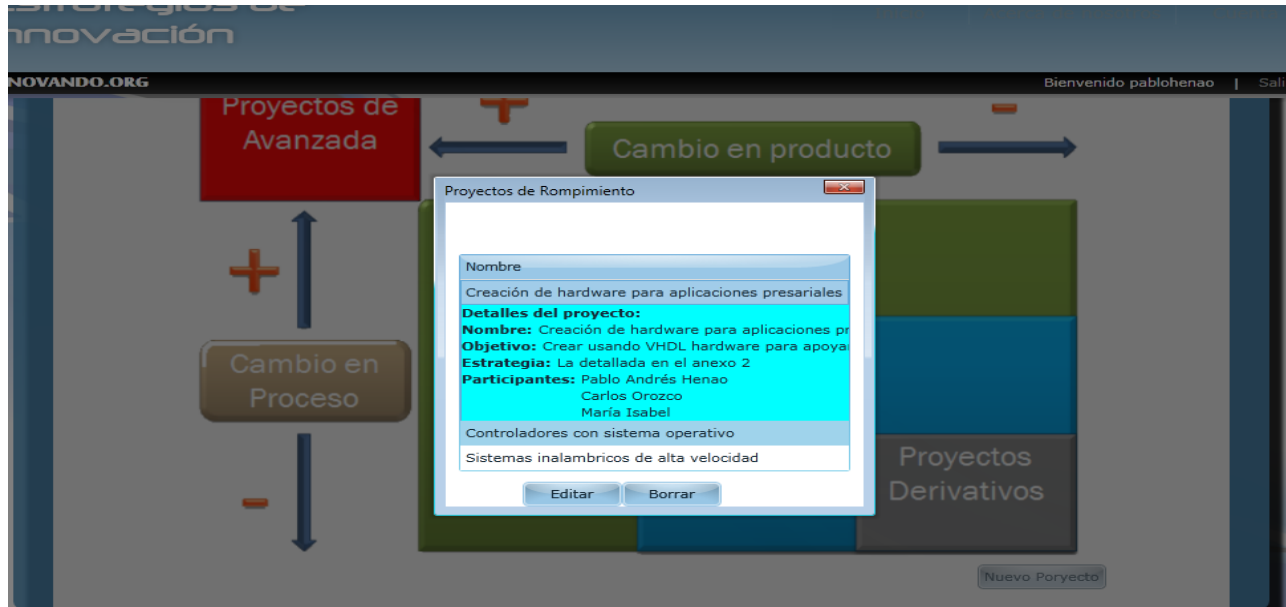 nnovación
NOVANDO.ORG
Bienvenido pablohenao | Sali
Proyectos de
Avanzada
Cambio en producto
Proyectos de Rompimiento
Nombre
Creación de hardware para aplicaciones presariales
Detalles del proyecto:
Nombre: Creación de hardware para aplicaciones pr
Objetivo: Crear usando VHDL hardware para apoya
Estrategia: La detallada en el anexo 2
Participantes: Pablo Andrés Henao
Carlos Orozco
María Isabel
Controladores con sistema operativo
Sistemas inalambricos de alta velocidad
Editar Borrar
Cambio en
Proceso
Proyectos
Derivativos
Nuevo Poryecto